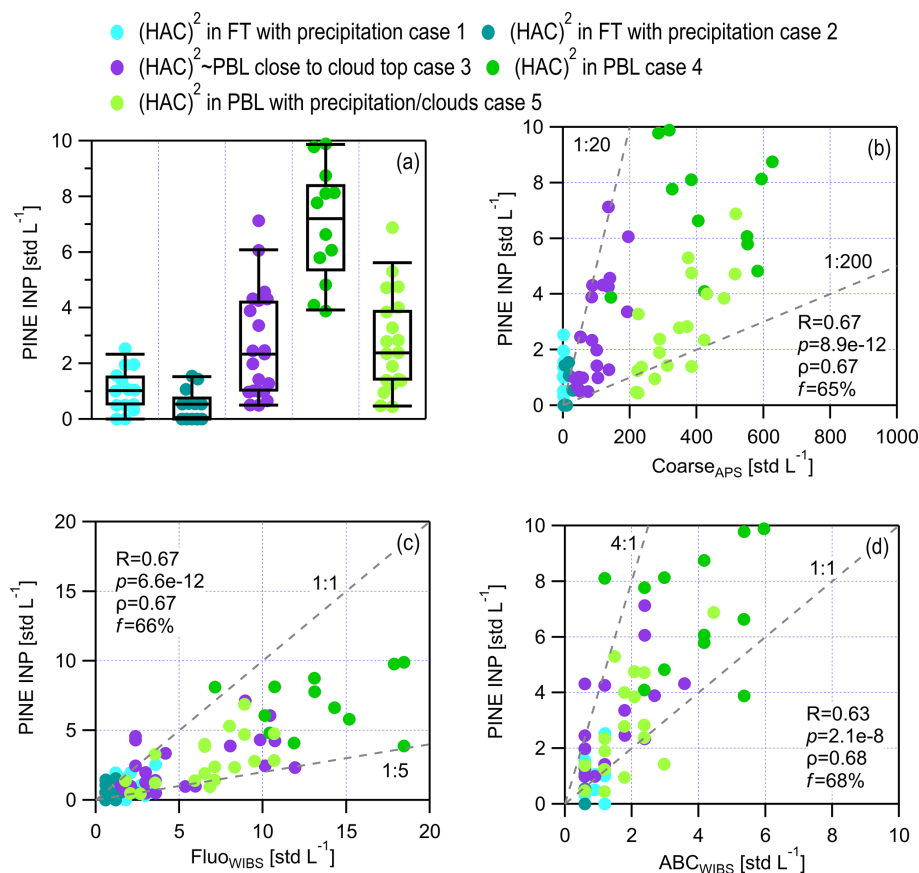 (HAC)² in FT with precipitation case 1 (HAC)² in FT with precipitation case 2
(HAC)²~PBL close to cloud top case 3 (HAC)² in PBL case 4
(HAC)² in PBL with precipitation/clouds case 5
(a)
PINE INP [std L⁻¹]
10
8
6
4
2
0
(b)
PINE INP [std L⁻¹]
10
8
6
4
2
0
1:20
1:200
R=0.67
p=8.9e-12
ρ=0.67
f=65%
0 200 400 600 800 1000
Coarse_APS [std L⁻¹]
(c)
PINE INP [std L⁻¹]
20
15
10
5
0
R=0.67
p=6.6e-12
ρ=0.67
f=66%
1:1
1:5
0 5 10 15 20
Fluo_WIBS [std L⁻¹]
(d)
PINE INP [std L⁻¹]
10
8
6
4
2
0
4:1
1:1
R=0.63
p=2.1e-8
ρ=0.68
f=68%
0 2 4 6 8 10
ABC_WIBS [std L⁻¹]